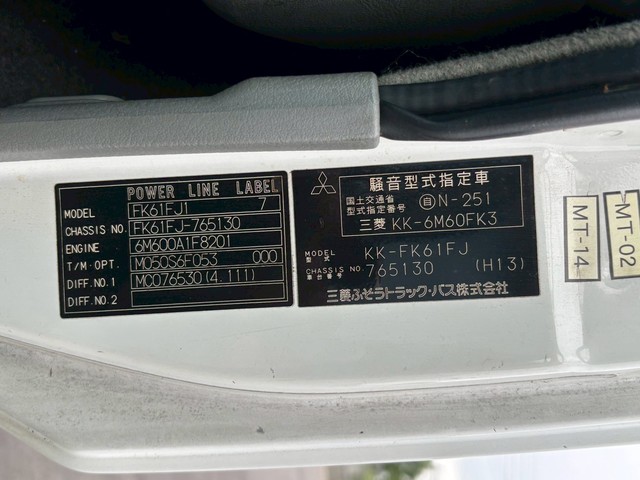 POWER LINE LABEL
MODEL FK61FJ1 7
CHASSIS NO. FK61FJ-765130
ENGINE 6M600A1F8201
T/M·OPT. M050S6F053 000
DIFF.NO.1 MC076530(4.111)
DIFF.NO.2
騒音型式指定車
国土交通省 自N-251
三菱 KK-6M60FK3
MODEL KK-FK61FJ
型式
CHASSIS NO. 765130 (H13)
車台番号
三菱ふそうトラック・バス株式会社
MT-14
MT-02